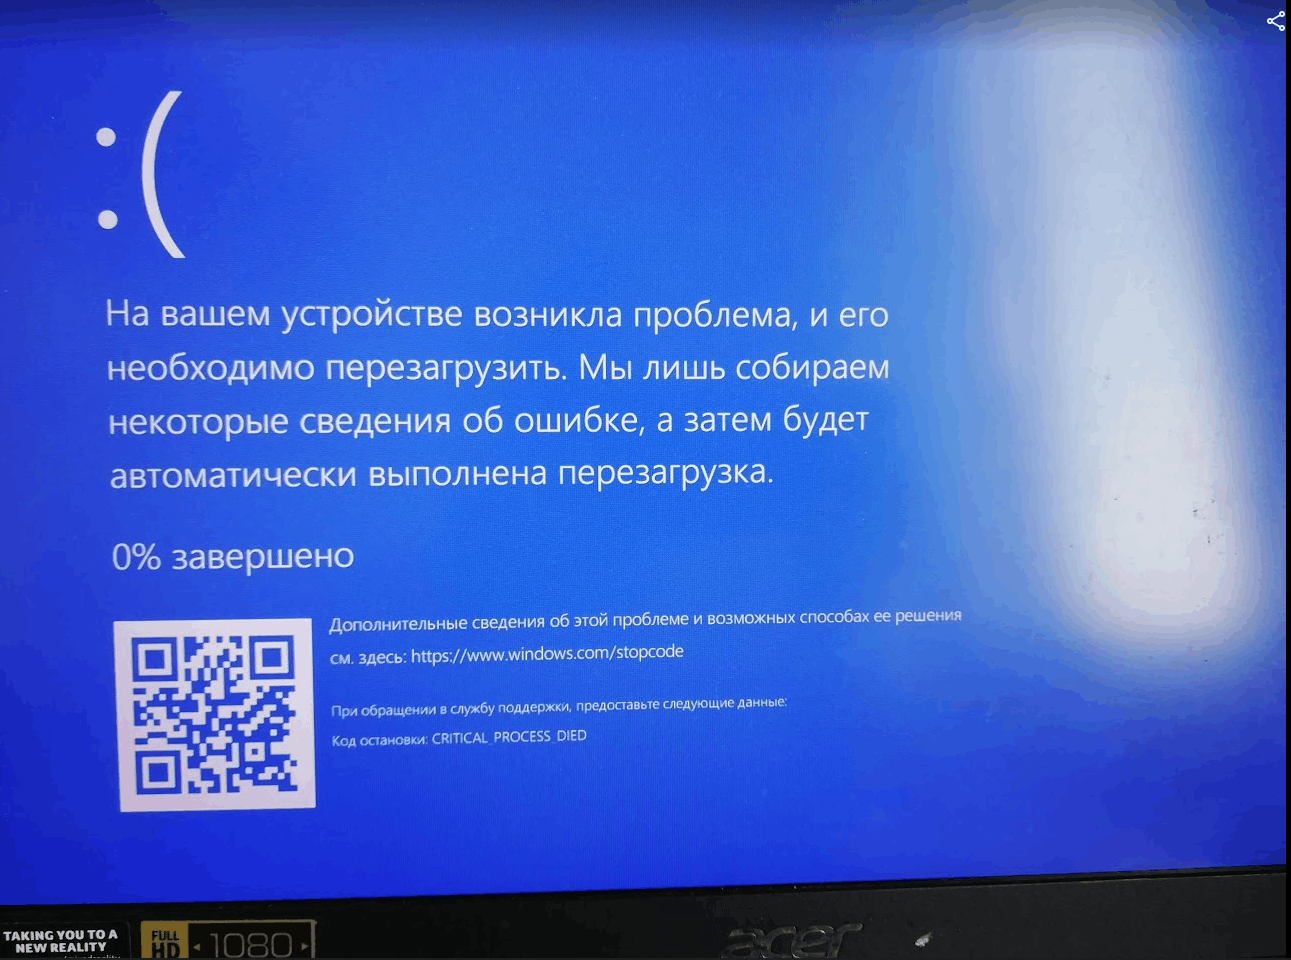 :(
На вашем устройстве возникла проблема, и его
необходимо перезагрузить. Мы лишь собираем
некоторые сведения об ошибке, а затем будет
автоматически выполнена перезагрузка.
0% завершено
Дополнительные сведения об этой проблеме и возможных способах ее решения
см. здесь: https://www.windows.com/stopcode
При обращении в службу поддержки, предоставьте следующие данные:
Код остановки: CRITICAL_PROCESS_DIED
TAKING YOU TO A
NEW REALITY
FULL
HD
1080
acer